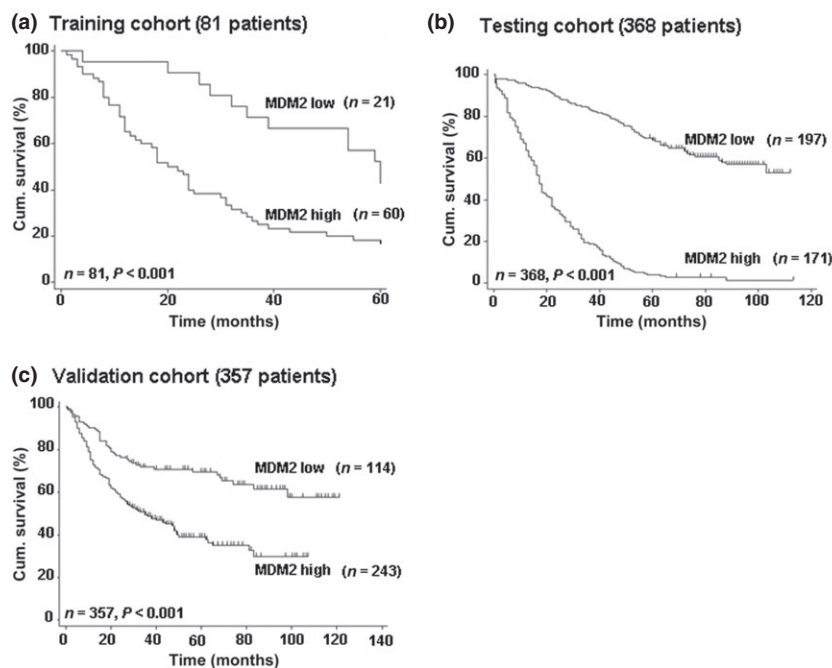 (a) Training cohort (81 patients)
Cum. survival (%)
100
80
60
40
20
0
MDM2 low (n = 21)
MDM2 high (n = 60)
n = 81, P < 0.001
0 20 40 60
Time (months)
(b) Testing cohort (368 patients)
Cum. survival (%)
100
80
60
40
20
0
MDM2 low (n = 197)
MDM2 high (n = 171)
n = 368, P < 0.001
0 20 40 60 80 100 120
Time (months)
(c) Validation cohort (357 patients)
Cum. survival (%)
100
80
60
40
20
0
MDM2 low (n = 114)
MDM2 high (n = 243)
n = 357, P < 0.001
0 20 40 60 80 100 120 140
Time (months)